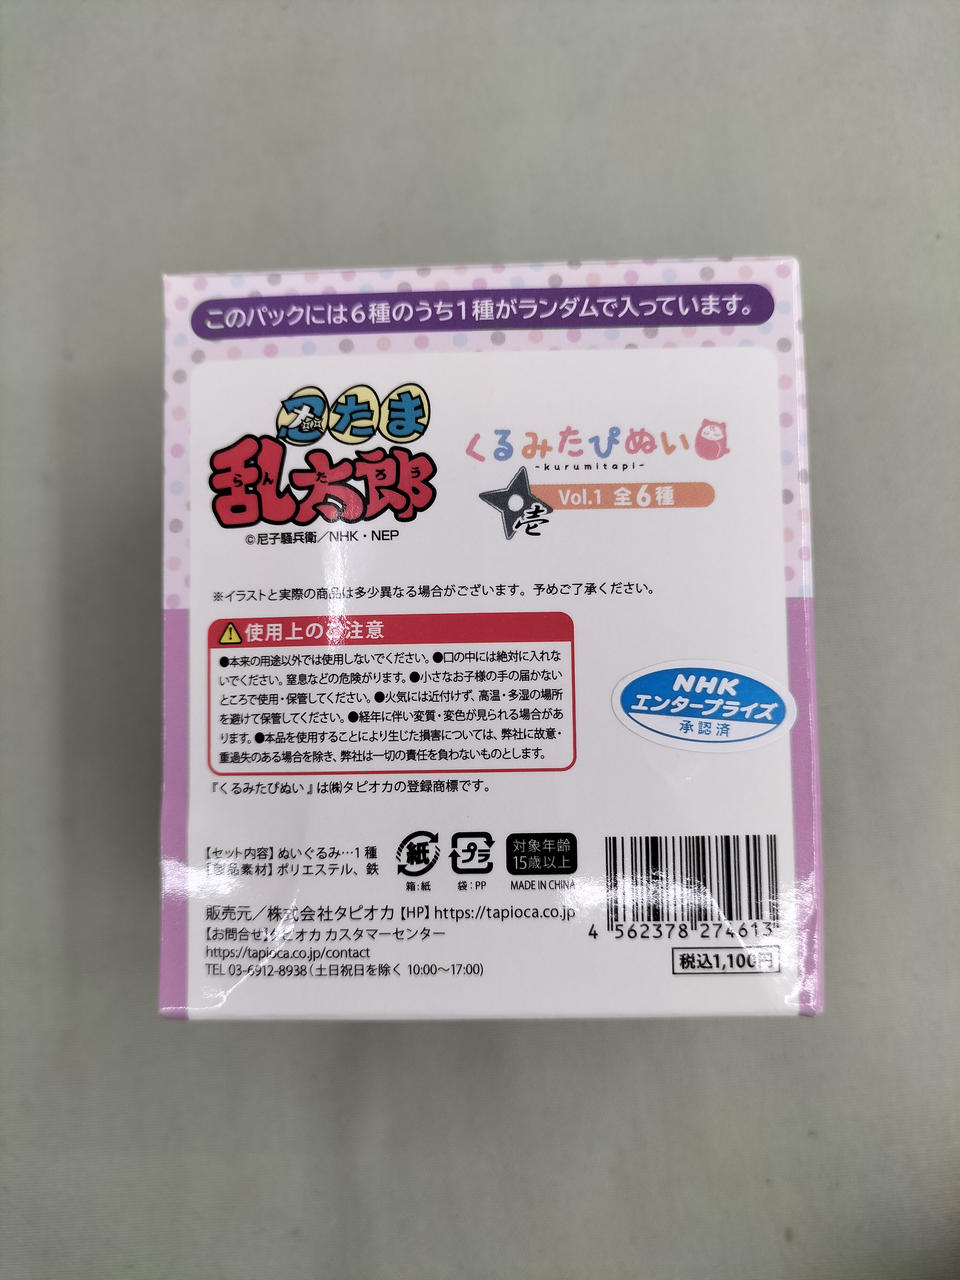 このパックには6種のうち1種がランダムで入っています。
忍たま
乱太郎
らんたろう
©尼子騒兵衛/NHK・NEP
くるみたぴぬい
-kurumitapi-
Vol.1 全6種
壱
※イラストと実際の商品は多少異なる場合がございます。予めご了承ください。
使用上のご注意
●本来の用途以外では使用しないでください。●口の中には絶対に入れな
いでください。窒息などの危険がります。●小さなお子様の手の届かない
ところで使用・保管してください。●火気には近付けず、高温・多湿の場所
を避けて保管してください。●経年に伴い変質・変色が見られる場合があ
ります。●本品を使用することにより生じた損害については、弊社に故意・
重過失のある場合を除き、弊社は一切の責任を負わないものとします。
NHK
エンタープライズ
承認済
『くるみたぴぬい』は㈱タピオカの登録商標です。
【セット内容】ぬいぐるみ…1種
【製品素材】ポリエステル、鉄
紙
箱:紙
プラ
袋:PP
対象年齢
15歳以上
MADE IN CHINA
販売元/株式会社タピオカ【HP】https://tapioca.co.jp
【お問合せ】タピオカ カスタマーセンター
https://tapioca.co.jp/contact
TEL 03-6912-8938(土日祝日を除く 10:00〜17:00)
4 562378 274613
税込1,100円